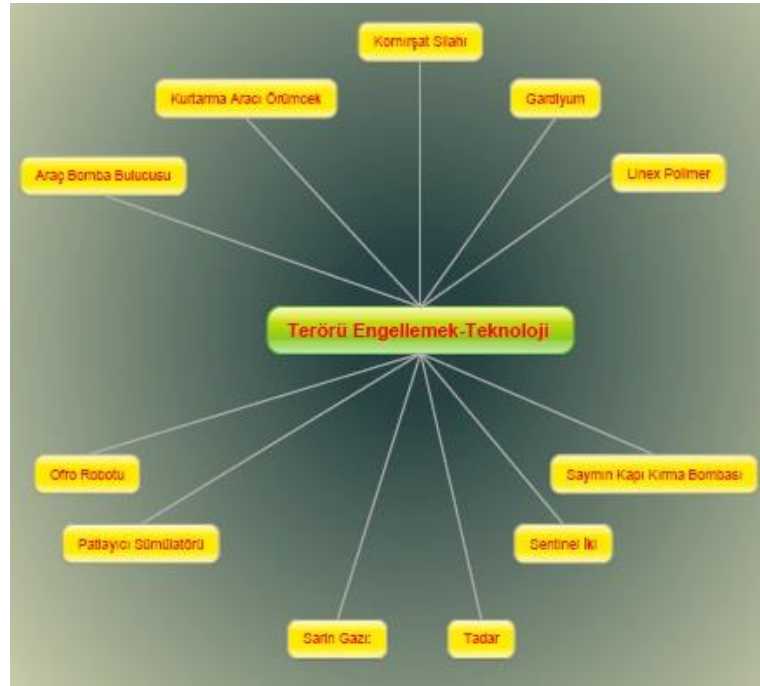 Kornırşat Silahı
Kurtarma Aracı Örümcek
Gardiyum
Araç Bomba Bulucusu
Linex Polimer
Terörü Engellemek-Teknoloji
Ofro Robotu
Saymın Kapı Kırma Bombası
Patlayıcı Sümülatörü
Sentinel İki
Sarin Gazı:
Tadar